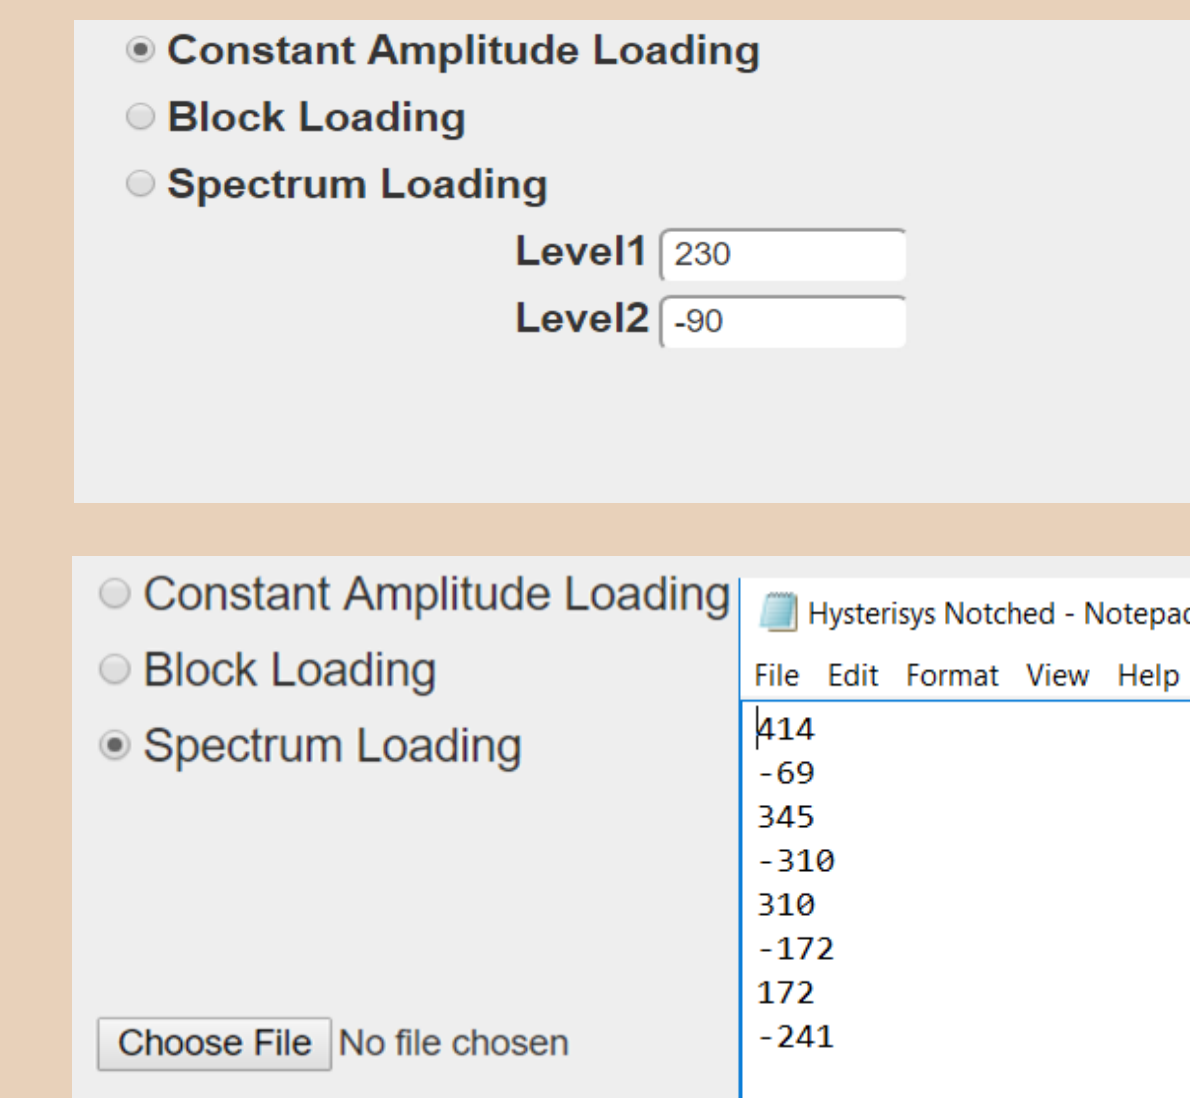 Constant Amplitude Loading
Block Loading
Spectrum Loading
Level1 230
Level2 -90
Constant Amplitude Loading
Block Loading
Spectrum Loading
Choose File No file chosen
Hysterisys Notched - Notepad
File Edit Format View Help
414
-69
345
-310
310
-172
172
-241